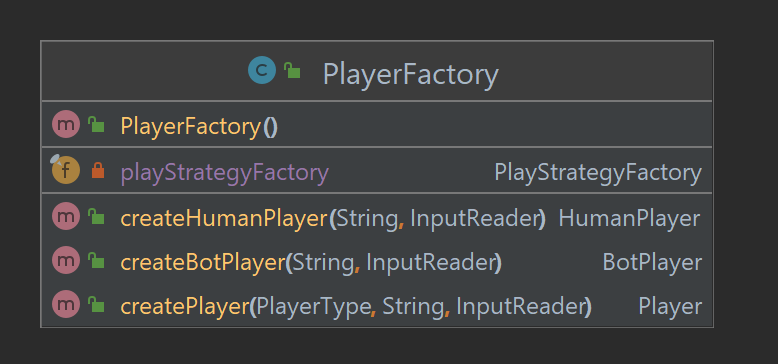 C PlayerFactory
m PlayerFactory()
f playStrategyFactory PlayStrategyFactory
m createHumanPlayer(String, InputReader) HumanPlayer
m createBotPlayer(String, InputReader) BotPlayer
m createPlayer(PlayerType, String, InputReader) Player